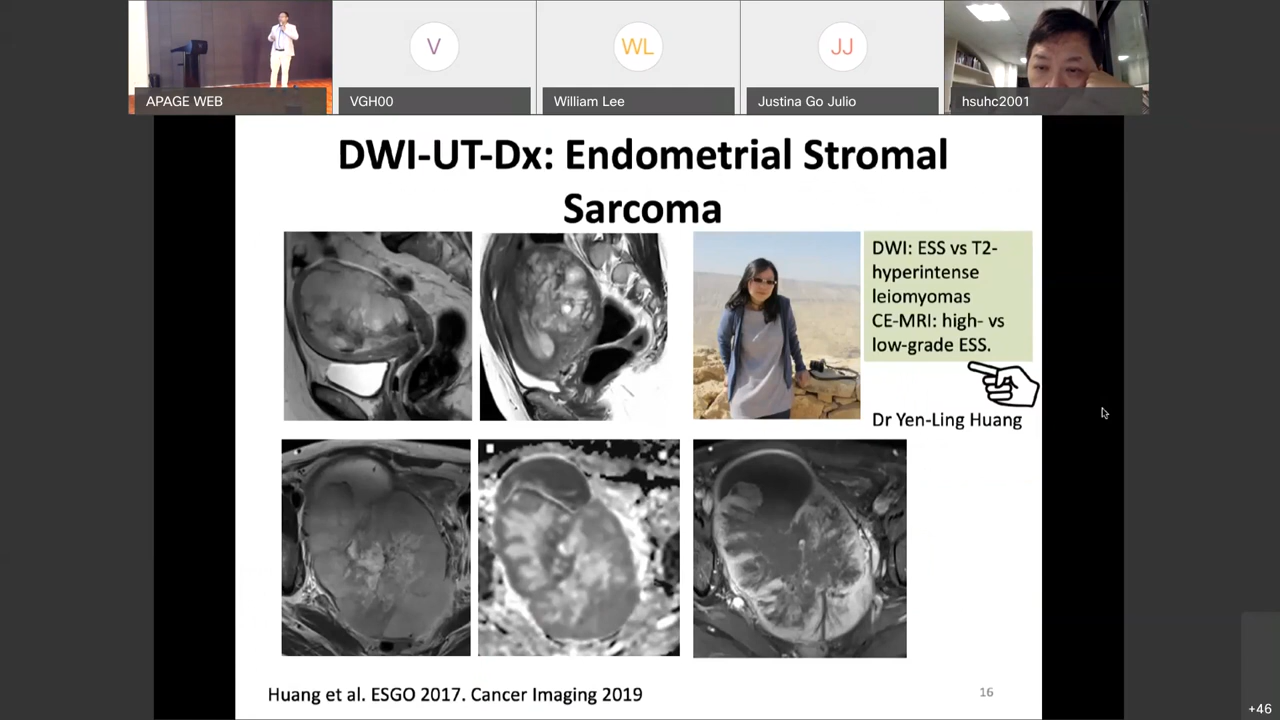 V
WL
JJ
APAGE WEB
VGH00
William Lee
Justina Go Julio
hsuhc2001
DWI-UT-Dx: Endometrial Stromal
Sarcoma
DWI: ESS vs T2-
hyperintense
leiomyomas
CE-MRI: high- vs
low-grade ESS.
Dr Yen-Ling Huang
Huang et al. ESGO 2017. Cancer Imaging 2019
16
+46